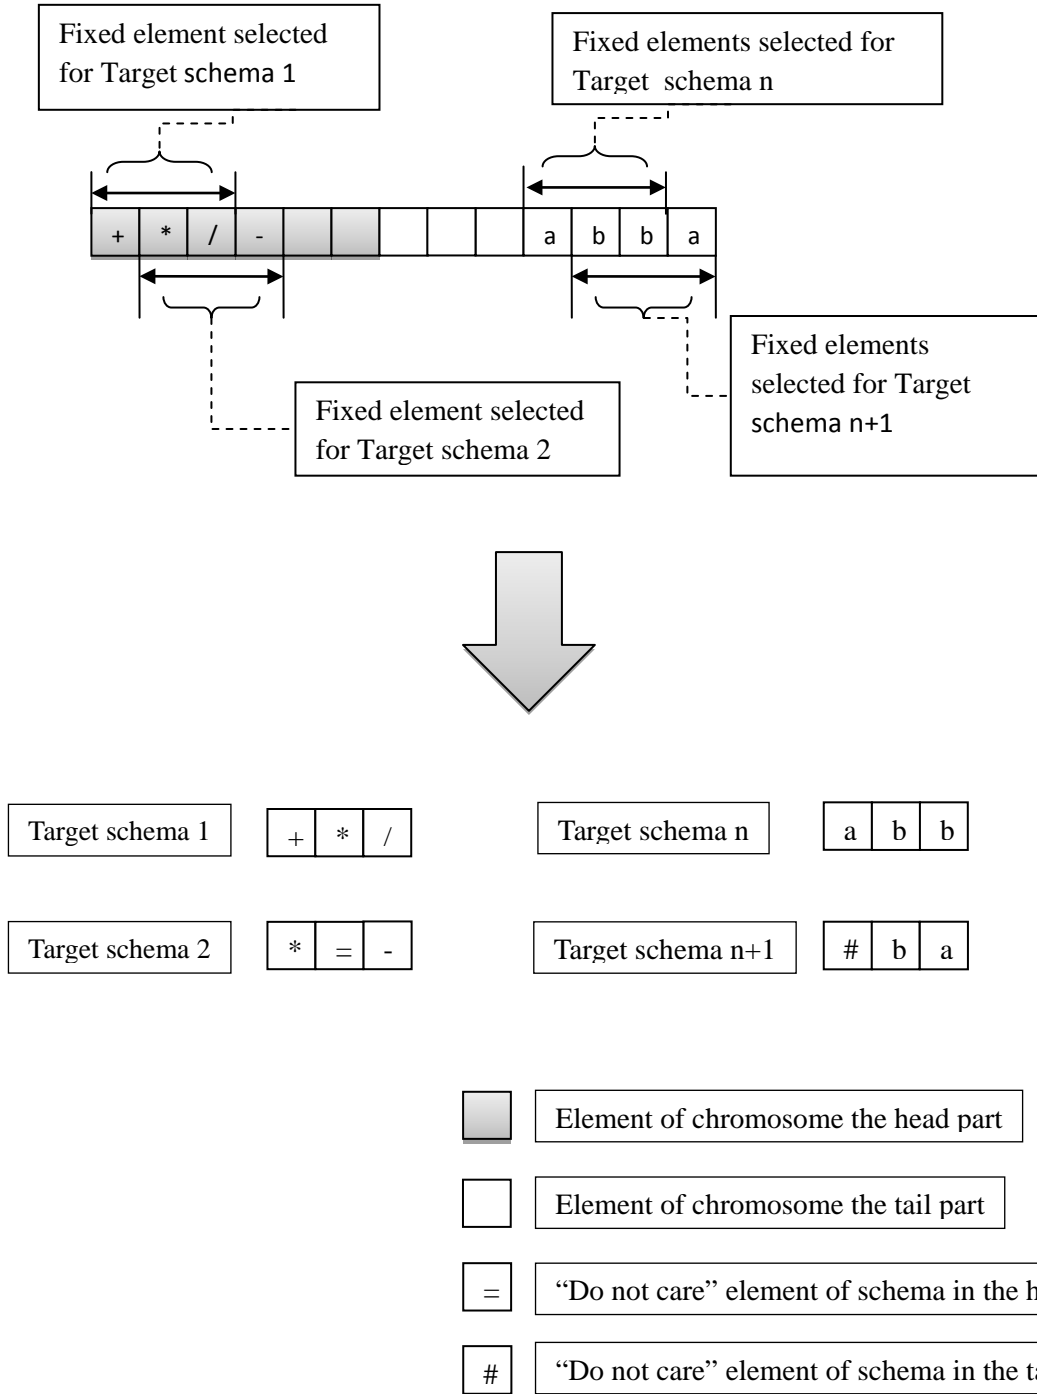 Fixed element selected
for Target schema 1
Fixed elements selected for
Target schema n
+ * / - a b b a
Fixed element selected
for Target schema 2
Fixed elements
selected for Target
schema n+1
Target schema 1
+ * /
Target schema n
a b b
Target schema 2
* = -
Target schema n+1
# b a
Element of chromosome the head part
Element of chromosome the tail part
=
“Do not care” element of schema in the h
#
“Do not care” element of schema in the ta